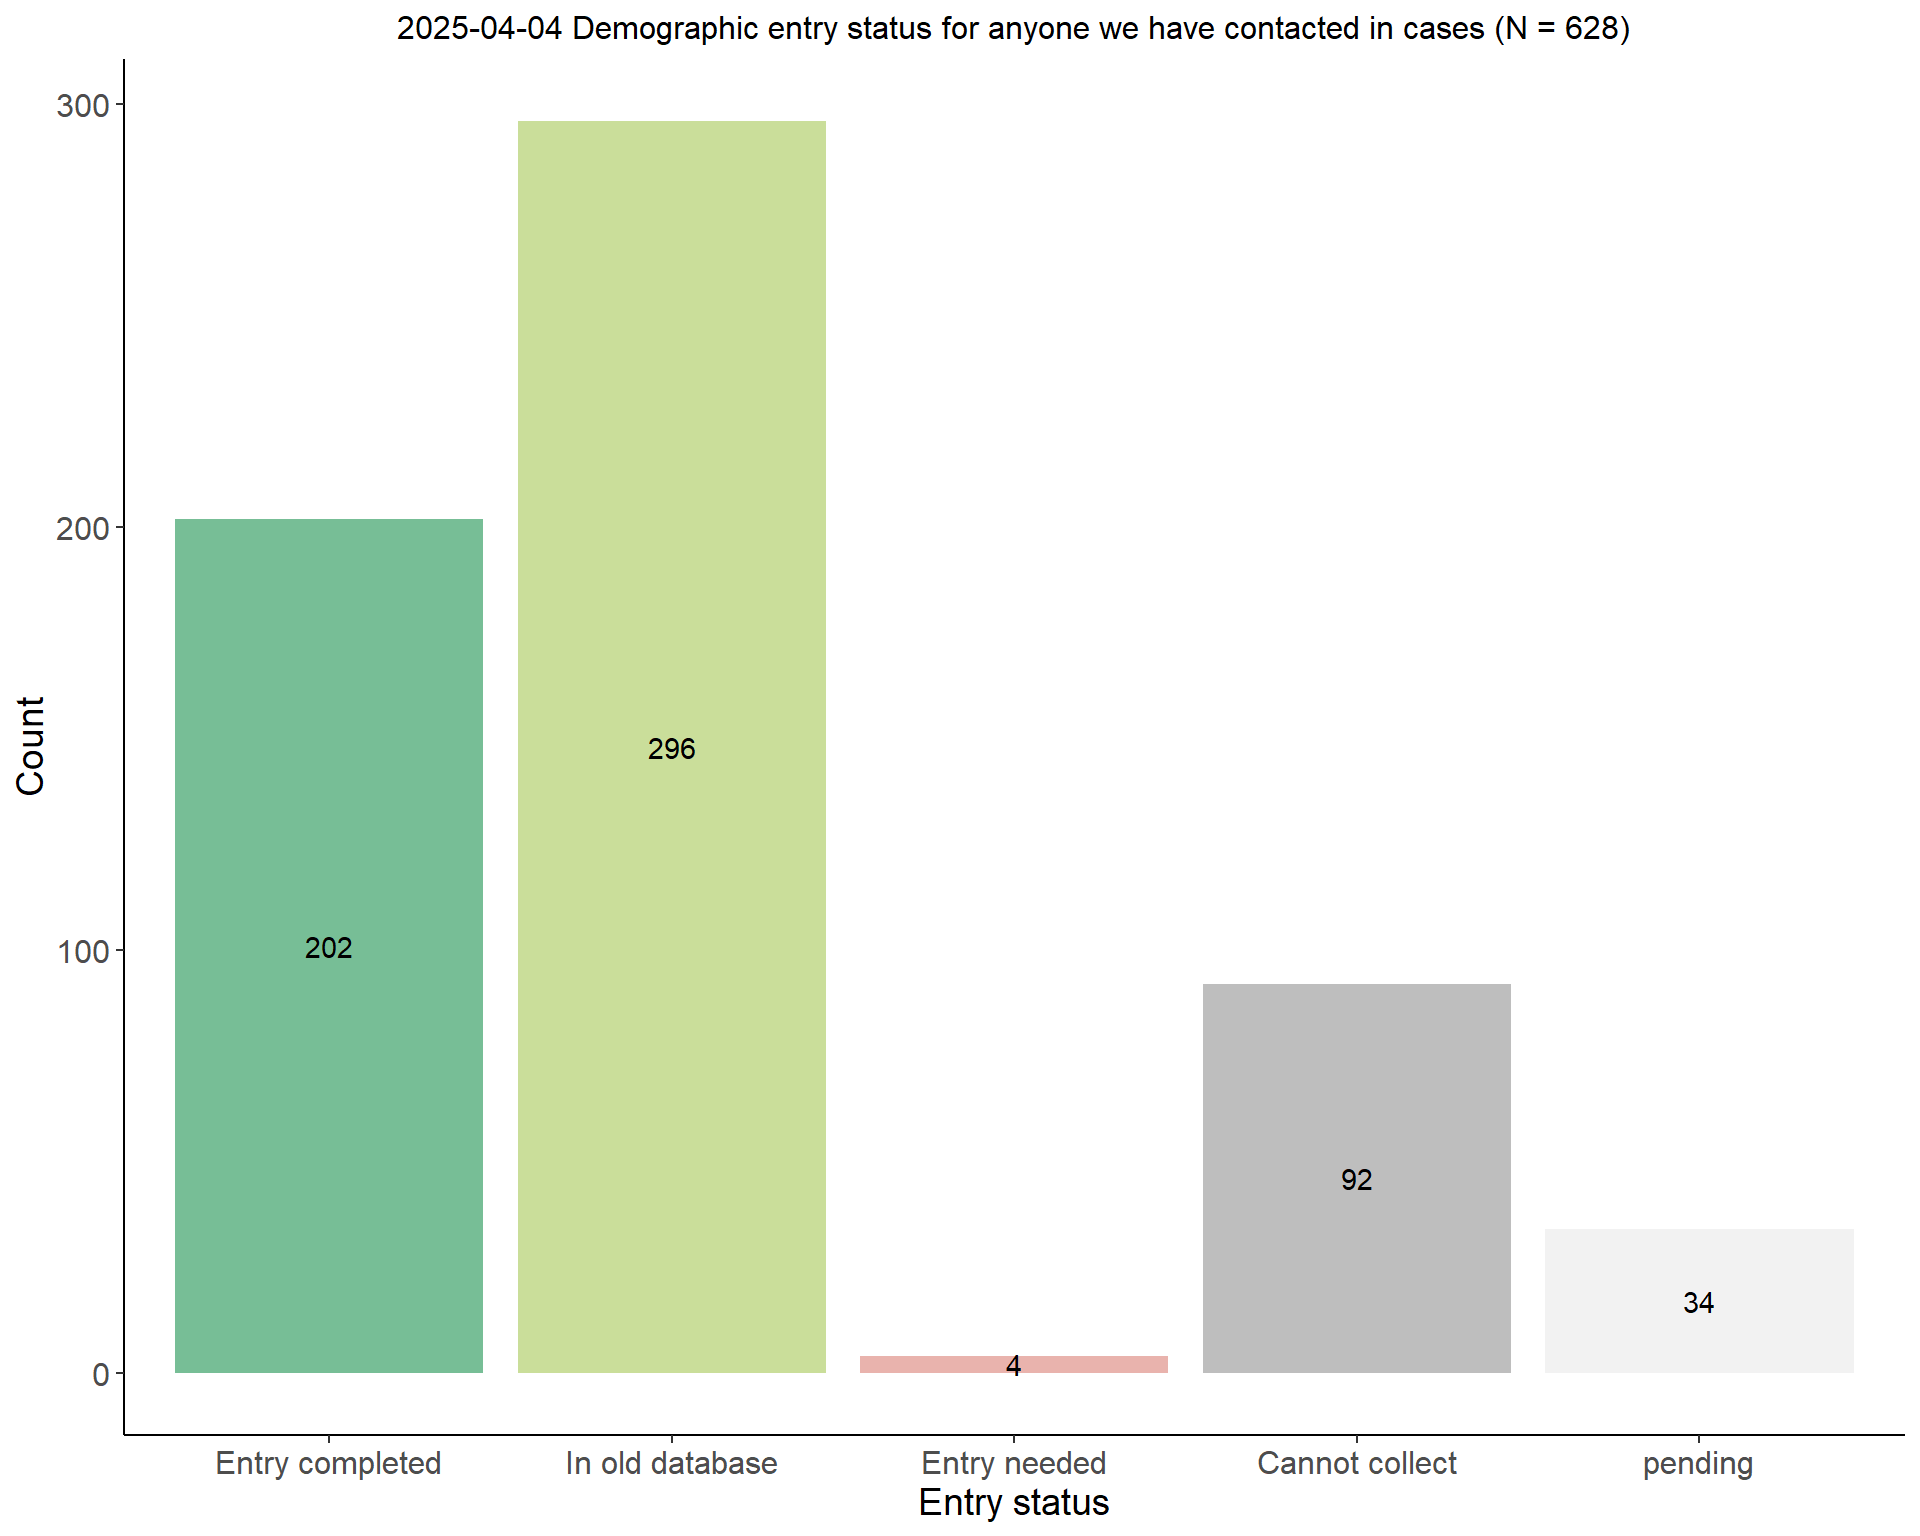 2025-04-04 Demographic entry status for anyone we have contacted in cases (N = 628)
300
200
100
0
Count
202
296
4
92
34
Entry completed
In old database
Entry needed
Cannot collect
pending
Entry status